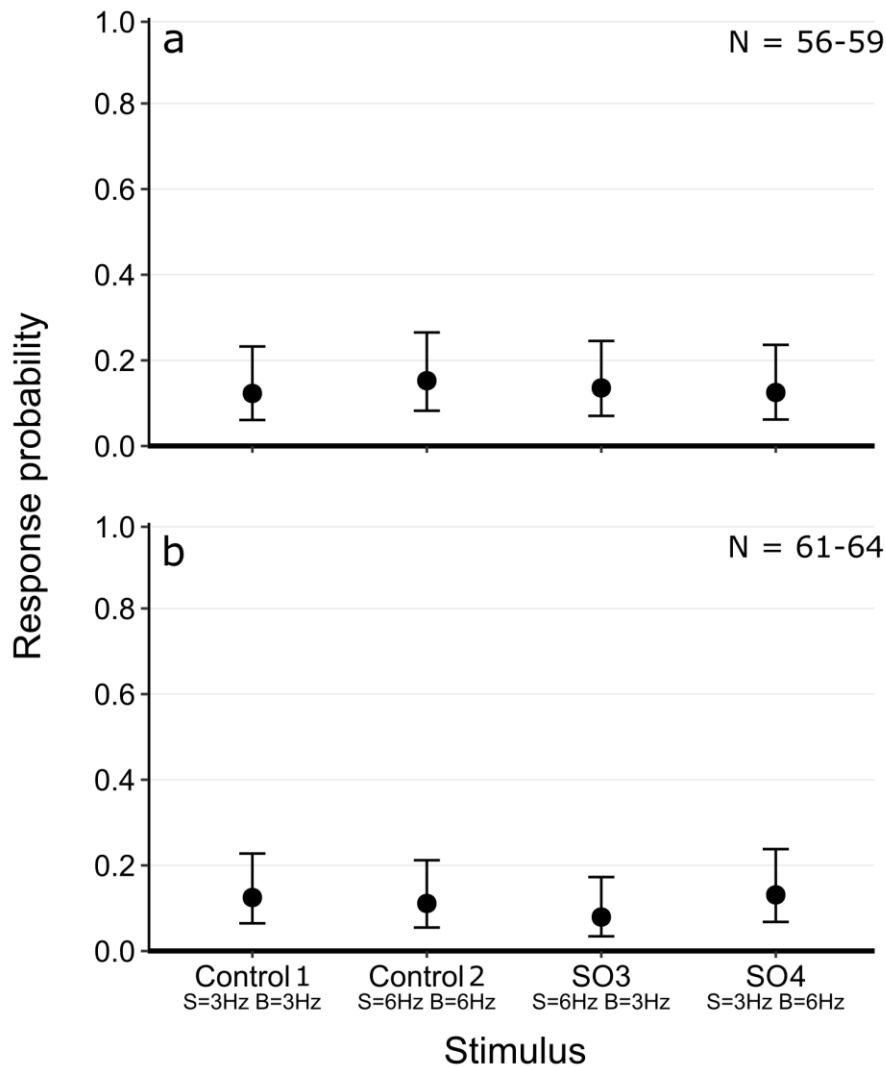 Response probability
a
N = 56-59
1.0
0.8
0.6
0.4
0.2
0.0
b
N = 61-64
1.0
0.8
0.6
0.4
0.2
0.0
Control 1 Control 2 SO3 SO4
S=3Hz B=3Hz S=6Hz B=6Hz S=6Hz B=3Hz S=3Hz B=6Hz
Stimulus